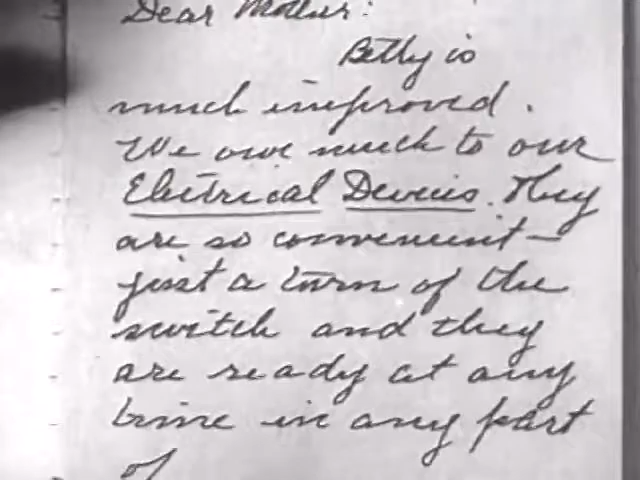 Dear Mother:
Betty is
much improved.
We owe much to our
Electrical Devices. They
are so convenient—
just a turn of the
switch and they
are ready at any
time in any part
of